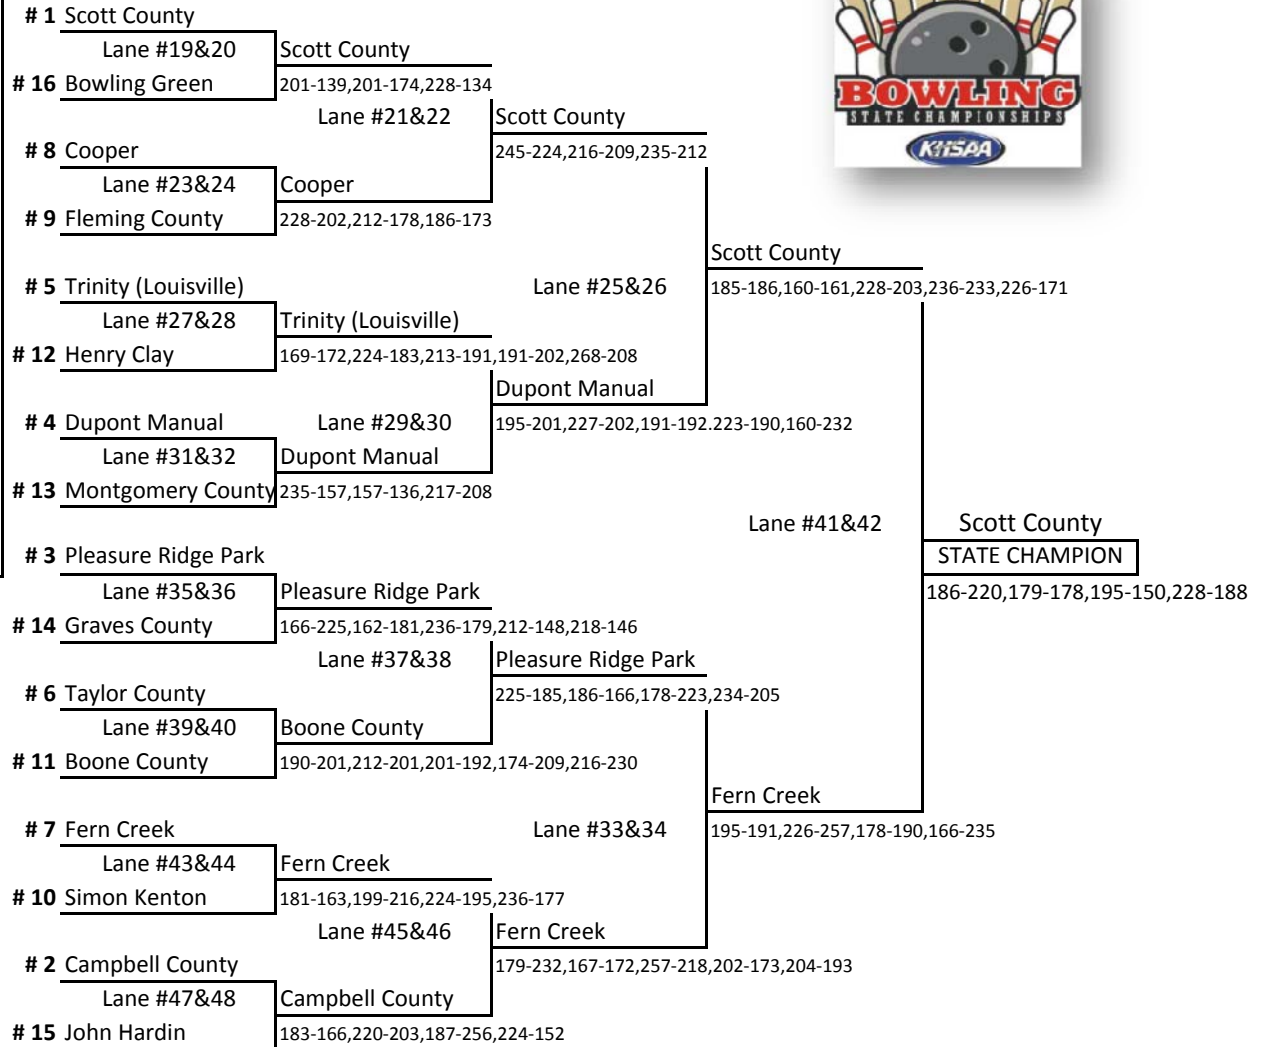 # 1 Scott County
Lane #19&20 Scott County
# 16 Bowling Green 201-139,201-174,228-134
BOWLING
STATE CHAMPIONSHIPS
KHSAA
Lane #21&22 Scott County
# 8 Cooper 245-224,216-209,235-212
Lane #23&24 Cooper
# 9 Fleming County 228-202,212-178,186-173
Scott County
# 5 Trinity (Louisville) Lane #25&26 185-186,160-161,228-203,236-233,226-171
Lane #27&28 Trinity (Louisville)
# 12 Henry Clay 169-172,224-183,213-191,191-202,268-208
Dupont Manual
# 4 Dupont Manual Lane #29&30 195-201,227-202,191-192.223-190,160-232
Lane #31&32 Dupont Manual
# 13 Montgomery County 235-157,157-136,217-208
Lane #41&42 Scott County
# 3 Pleasure Ridge Park STATE CHAMPION
Lane #35&36 Pleasure Ridge Park 186-220,179-178,195-150,228-188
# 14 Graves County 166-225,162-181,236-179,212-148,218-146
Lane #37&38 Pleasure Ridge Park
# 6 Taylor County 225-185,186-166,178-223,234-205
Lane #39&40 Boone County
# 11 Boone County 190-201,212-201,201-192,174-209,216-230
Fern Creek
# 7 Fern Creek Lane #33&34 195-191,226-257,178-190,166-235
Lane #43&44 Fern Creek
# 10 Simon Kenton 181-163,199-216,224-195,236-177
Lane #45&46 Fern Creek
# 2 Campbell County 179-232,167-172,257-218,202-173,204-193
Lane #47&48 Campbell County
# 15 John Hardin 183-166,220-203,187-256,224-152